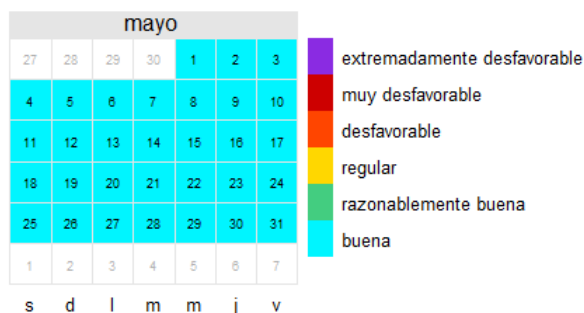 mayo
27 28 29 30 1 2 3
4 5 6 7 8 9 10
11 12 13 14 15 16 17
18 19 20 21 22 23 24
25 26 27 28 29 30 31
1 2 3 4 5 6 7
s d l m m j v
extremadamente desfavorable
muy desfavorable
desfavorable
regular
razonablemente buena
buena